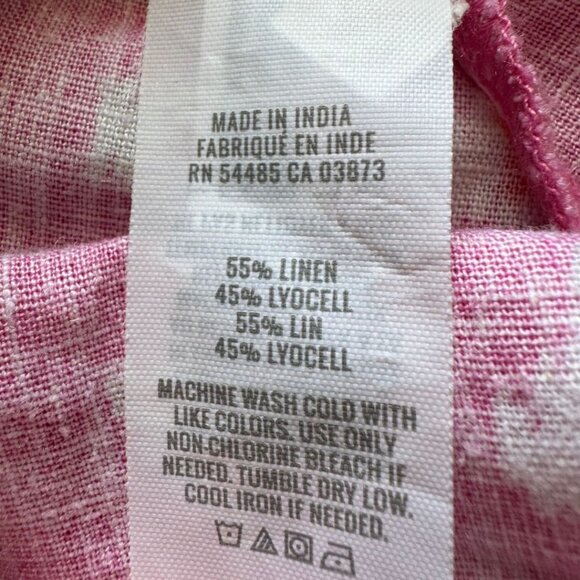 MADE IN INDIA
FABRIQUÉ EN INDE
RN 54485 CA 03873
55% LINEN
45% LYOCELL
55% LIN
45% LYOCELL
MACHINE WASH COLD WITH
LIKE COLORS. USE ONLY
NON-CHLORINE BLEACH IF
NEEDED. TUMBLE DRY LOW.
COOL IRON IF NEEDED.